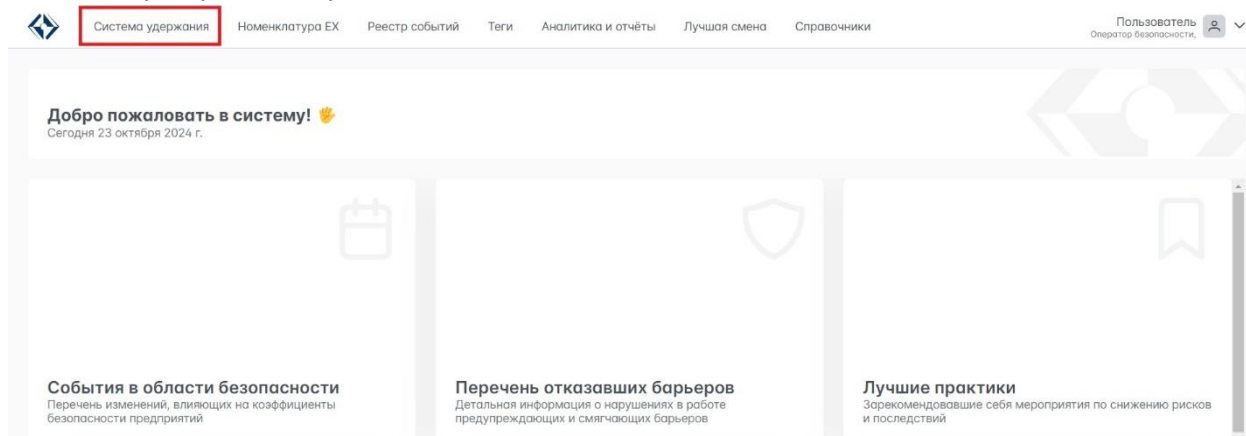 Система удержания Номенклатура EX Реестр событий Теги Аналитика и отчёты Лучшая смена Справочники Пользователь
Оператор безопасности,
Добро пожаловать в систему! 🖐
Сегодня 23 октября 2024 г.
События в области безопасности
Перечень изменений, влияющих на коэффициенты
безопасности предприятий
Перечень отказавших барьеров
Детальная информация о нарушениях в работе
предупреждающих и смягчающих барьеров
Лучшие практики
Зарекомендовавшие себя мероприятия по снижению рисков
и последствий